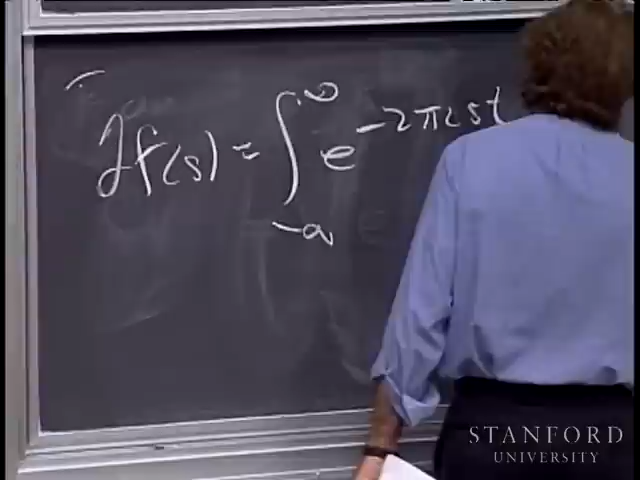 ℱf(s) = ∫_{-∞}^{∞} e^{-2πist}
STANFORD
UNIVERSITY